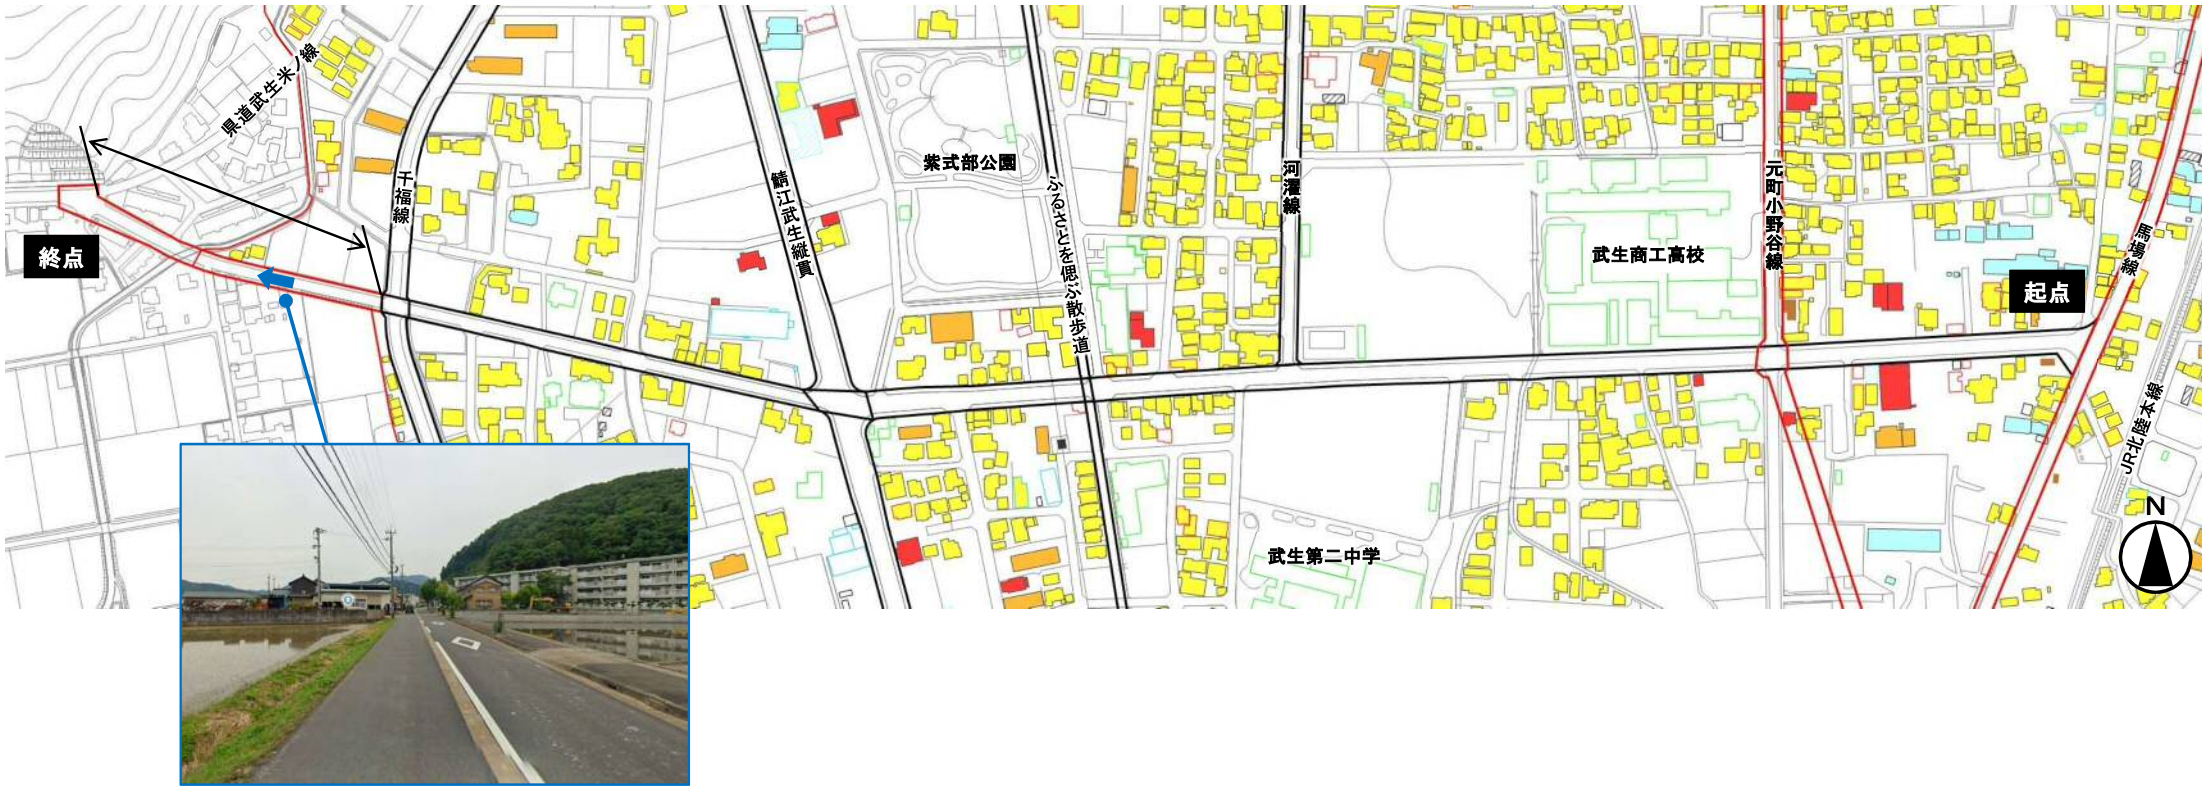 県道武生米ノ線
終点
千福線
鯖江武生縦貫
紫式部公園
ふるさとを偲ぶ散歩道
河濯線
武生商工高校
元町小野谷線
馬場線
起点
JR北陸本線
武生第二中学
N